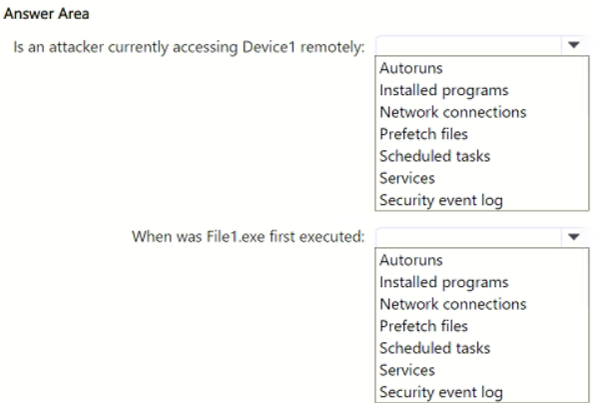 Answer Area
Is an attacker currently accessing Device1 remotely:
Autoruns
Installed programs
Network connections
Prefetch files
Scheduled tasks
Services
Security event log
When was File1.exe first executed:
Autoruns
Installed programs
Network connections
Prefetch files
Scheduled tasks
Services
Security event log